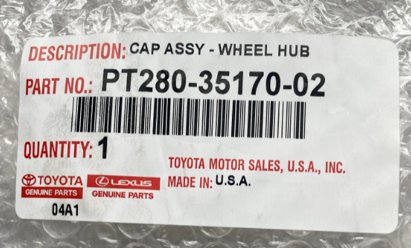 DESCRIPTION: CAP ASSY - WHEEL HUB
PART NO.: PT280-35170-02
QUANTITY: 1
TOYOTA MOTOR SALES, U.S.A., INC.
MADE IN: U.S.A.
TOYOTA LEXUS
GENUINE PARTS GENUINE PARTS
04A1